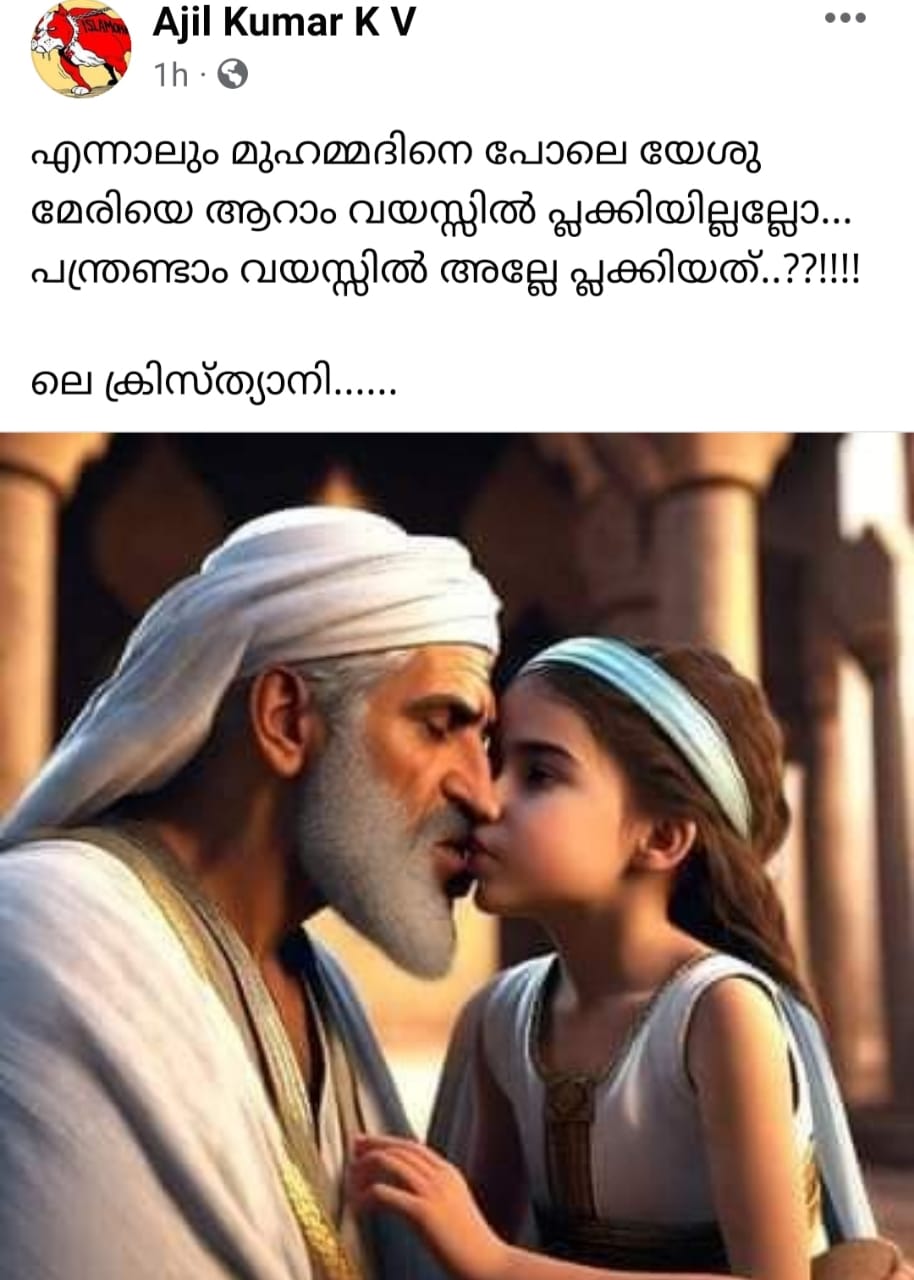 Ajil Kumar K V
1h ·
എന്നാലും മുഹമ്മദിനെ പോലെ യേശു
മേരിയെ ആറാം വയസ്സിൽ പ്ലക്കിയില്ലല്ലോ...
പന്ത്രണ്ടാം വയസ്സിൽ അല്ലേ പ്ലക്കിയത്..??!!!!
ലെ ക്രിസ്ത്യാനി......